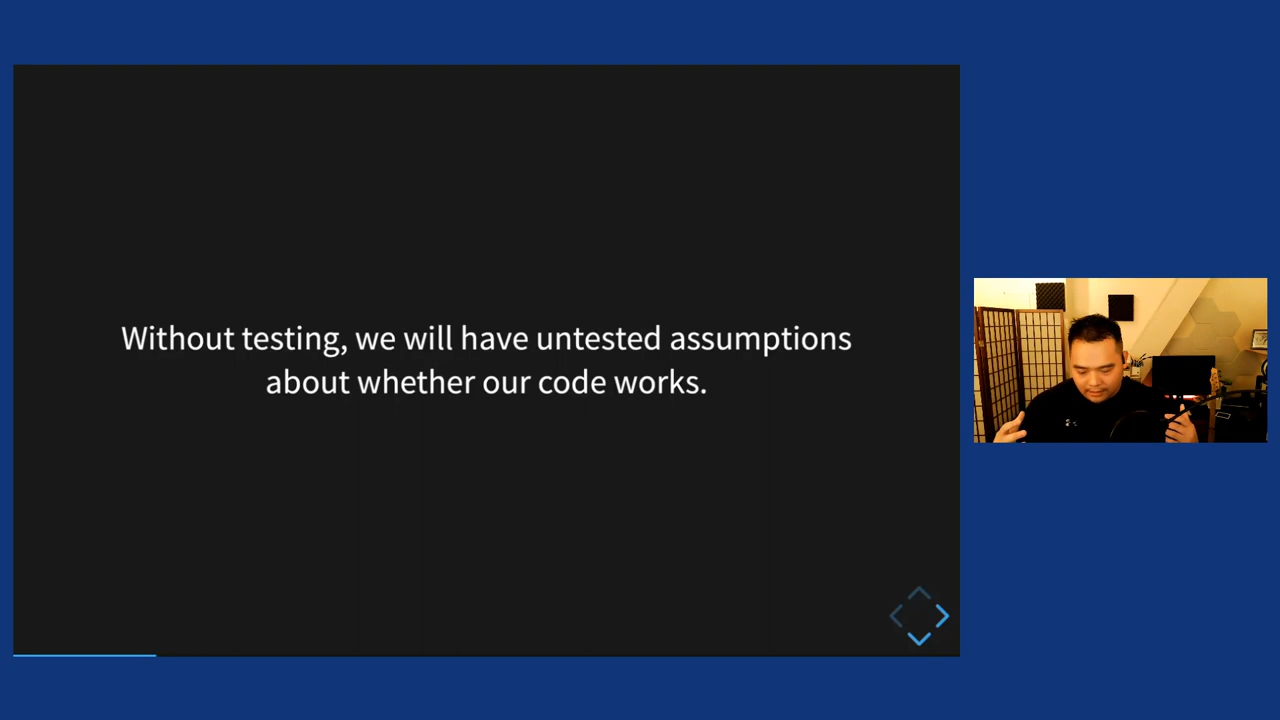 Without testing, we will have untested assumptions
about whether our code works.